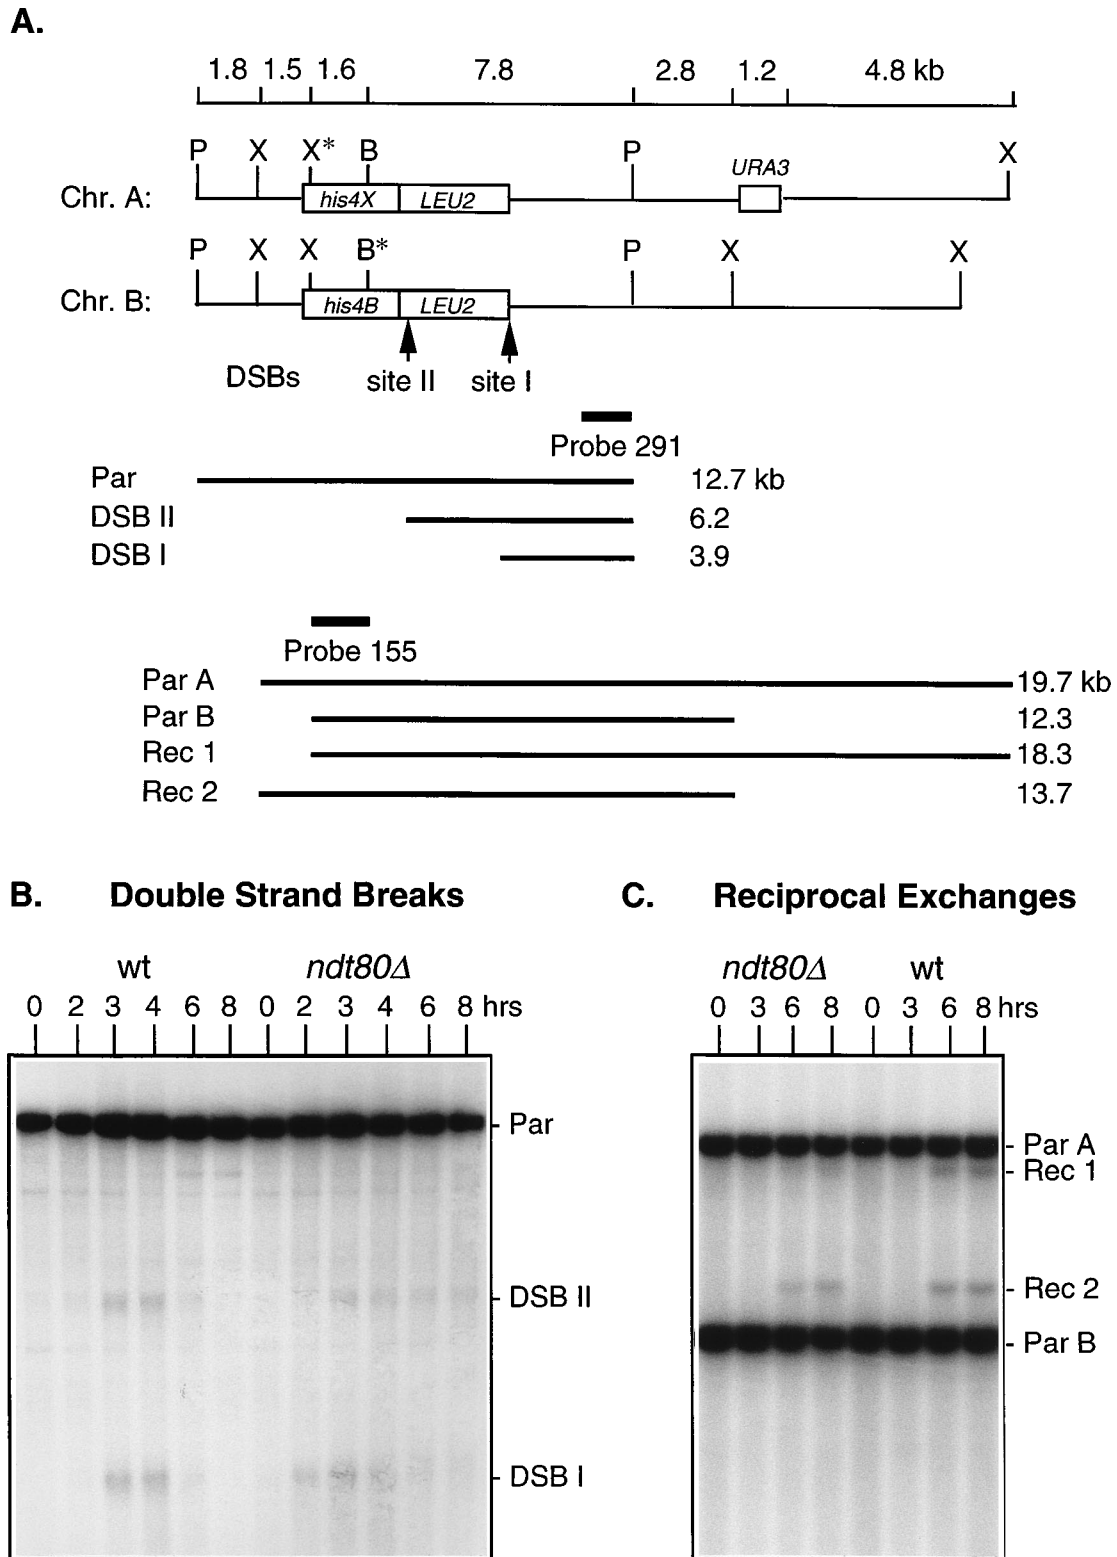 A.
1.8 1.5 1.6 7.8 2.8 1.2 4.8 kb
P X X* B P URA3 X
Chr. A: his4X LEU2
P X X B* P X X
Chr. B: his4B LEU2
DSBs site II site I
Probe 291
Par 12.7 kb
DSB II 6.2
DSB I 3.9
Probe 155
Par A 19.7 kb
Par B 12.3
Rec 1 18.3
Rec 2 13.7
B. Double Strand Breaks
wt ndt80Δ
0 2 3 4 6 8 0 2 3 4 6 8 hrs
- Par
- DSB II
- DSB I
C. Reciprocal Exchanges
ndt80Δ wt
0 3 6 8 0 3 6 8 hrs
- Par A
- Rec 1
- Rec 2
- Par B